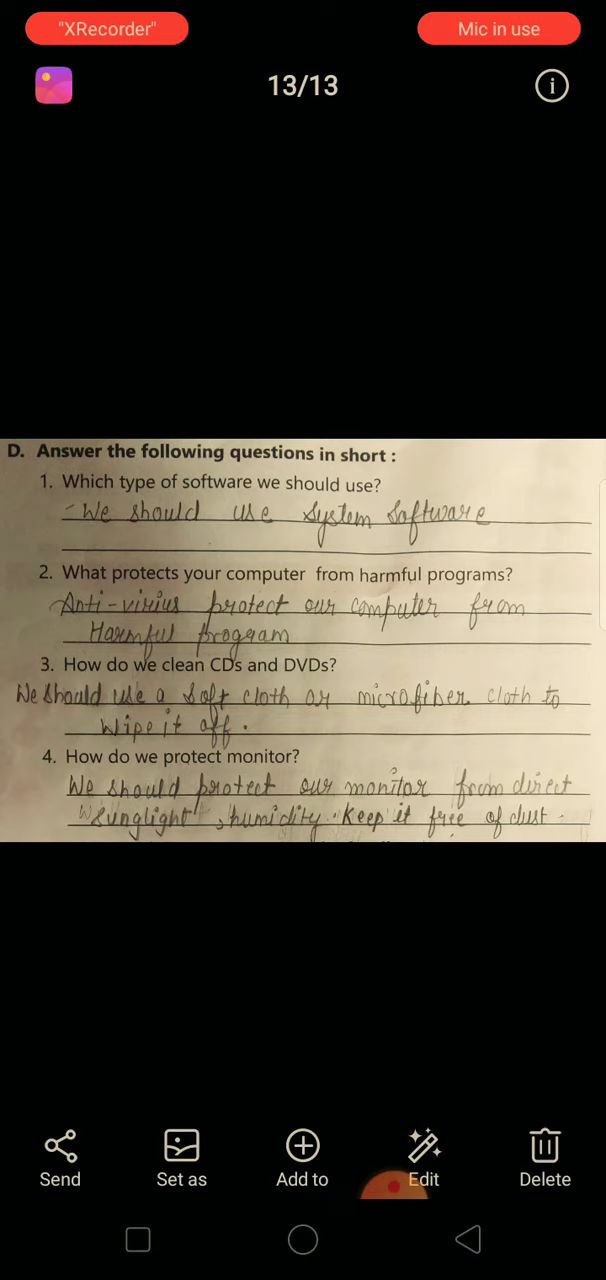 "XRecorder"
Mic in use
13/13
D. Answer the following questions in short :
1. Which type of software we should use?
- We should use System Software
2. What protects your computer from harmful programs?
Anti-virius protect our computer from
Harmful program
3. How do we clean CDs and DVDs?
We should use a soft cloth or microfiber cloth to
wipe it off.
4. How do we protect monitor?
We should protect our monitor from direct
sunglight, humidity. Keep it free of dust.
Send
Set as
Add to
Edit
Delete